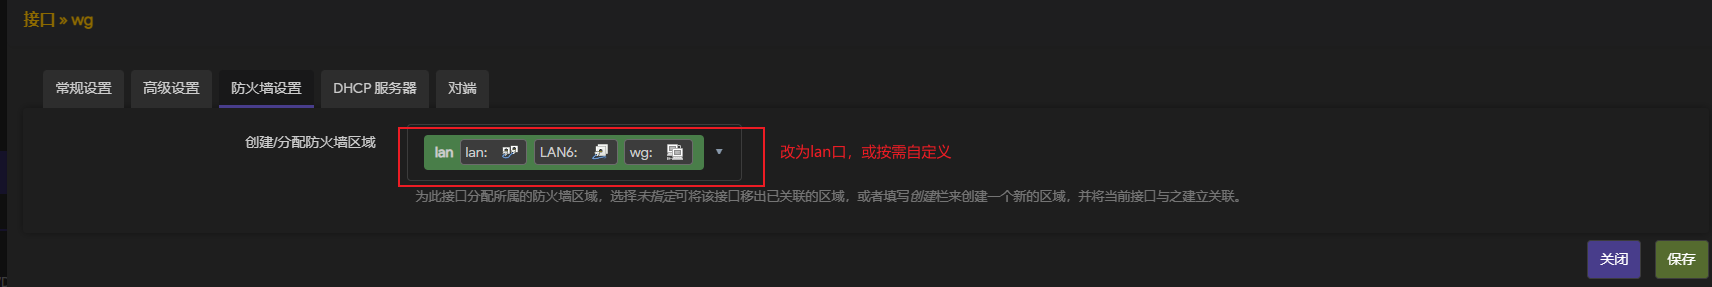 接口 » wg
常规设置 高级设置 防火墙设置 DHCP 服务器 对端
创建/分配防火墙区域 lan lan: LAN6: wg: 改为lan口，或按需自定义
为此接口分配所属的防火墙区域，选择未指定可将该接口移出已关联的区域，或者填写创建栏来创建一个新的区域，并将当前接口与之建立关联。
关闭 保存